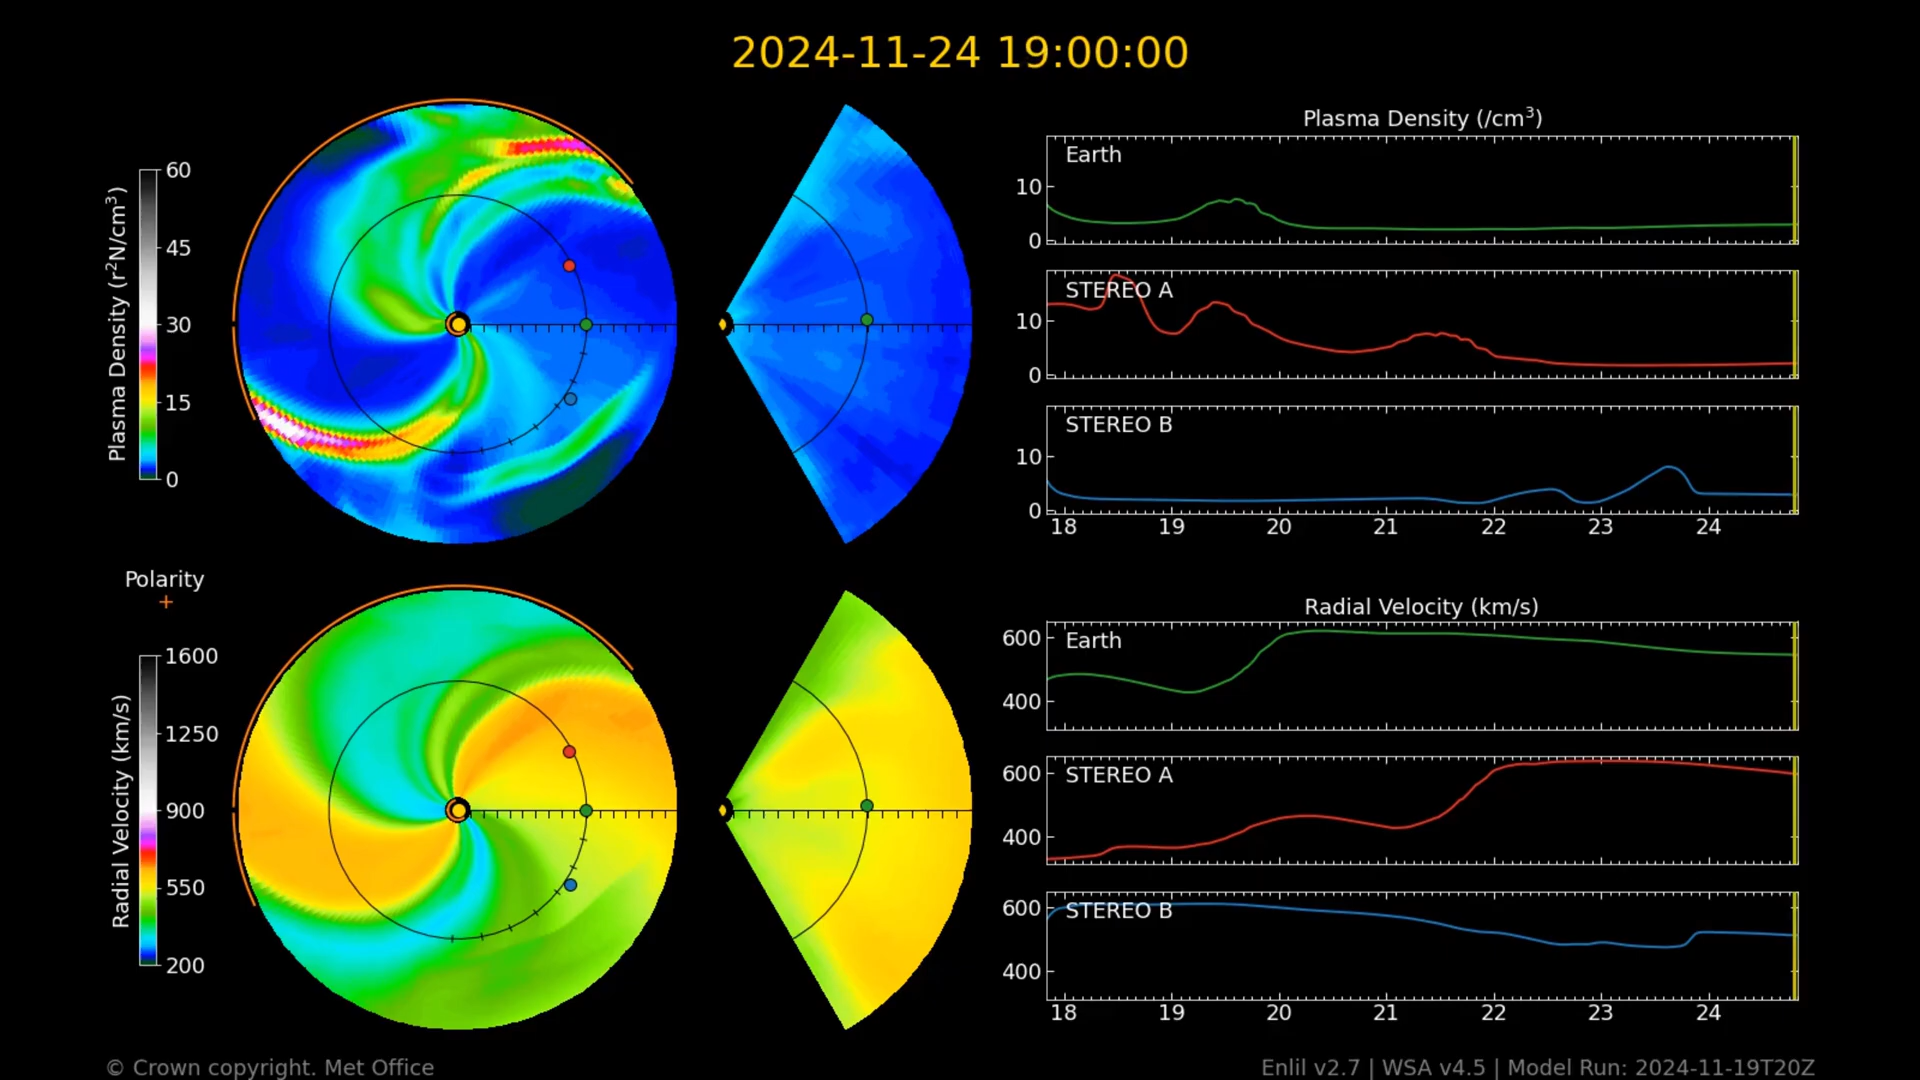 2024-11-24 19:00:00
Plasma Density (r²N/cm³)
60
45
30
15
0
Plasma Density (/cm³)
Earth
10
0
STEREO A
10
0
STEREO B
10
0
18 19 20 21 22 23 24
Polarity
+
Radial Velocity (km/s)
1600
1250
900
550
200
Radial Velocity (km/s)
Earth
600
400
STEREO A
600
400
STEREO B
600
400
18 19 20 21 22 23 24
© Crown copyright. Met Office
Enlil v2.7 | WSA v4.5 | Model Run: 2024-11-19T20Z